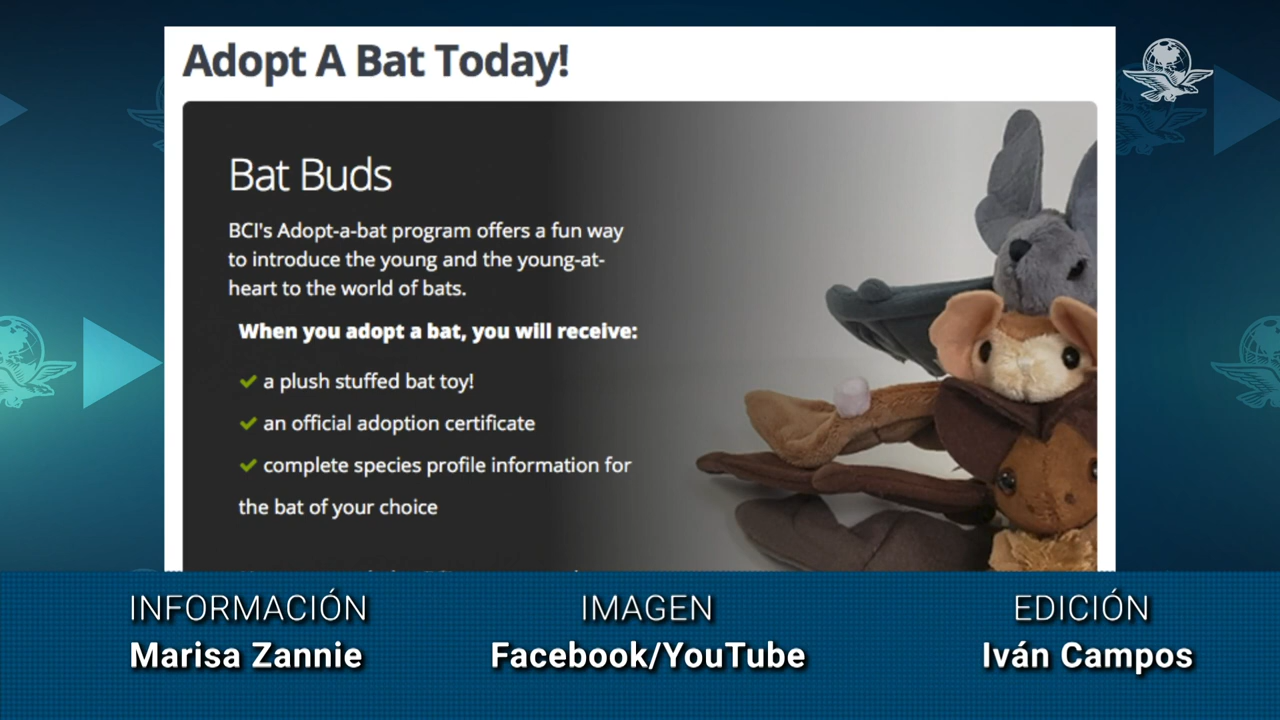 Adopt A Bat Today!
Bat Buds
BCI's Adopt-a-bat program offers a fun way
to introduce the young and the young-at-
heart to the world of bats.
When you adopt a bat, you will receive:
a plush stuffed bat toy!
an official adoption certificate
complete species profile information for
the bat of your choice
INFORMACIÓN
Marisa Zannie
IMAGEN
Facebook/YouTube
EDICIÓN
Iván Campos